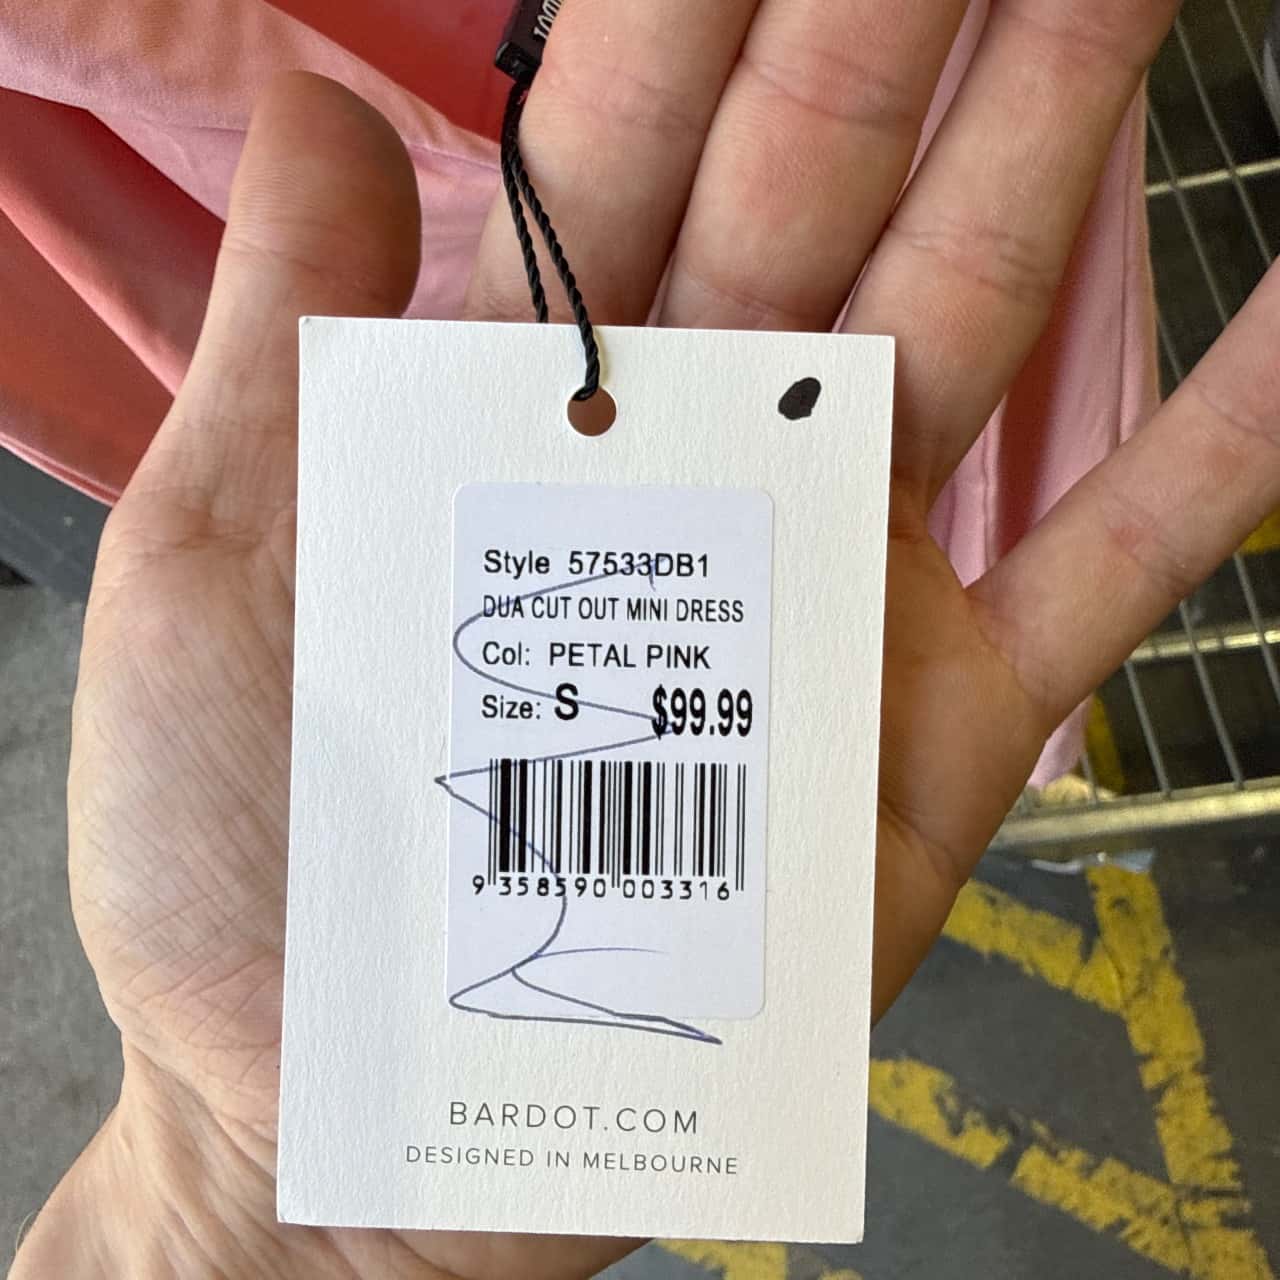 Style 57533DB1
DUA CUT OUT MINI DRESS
Col: PETAL PINK
Size: S $99.99
9 358590 003316
BARDOT.COM
DESIGNED IN MELBOURNE